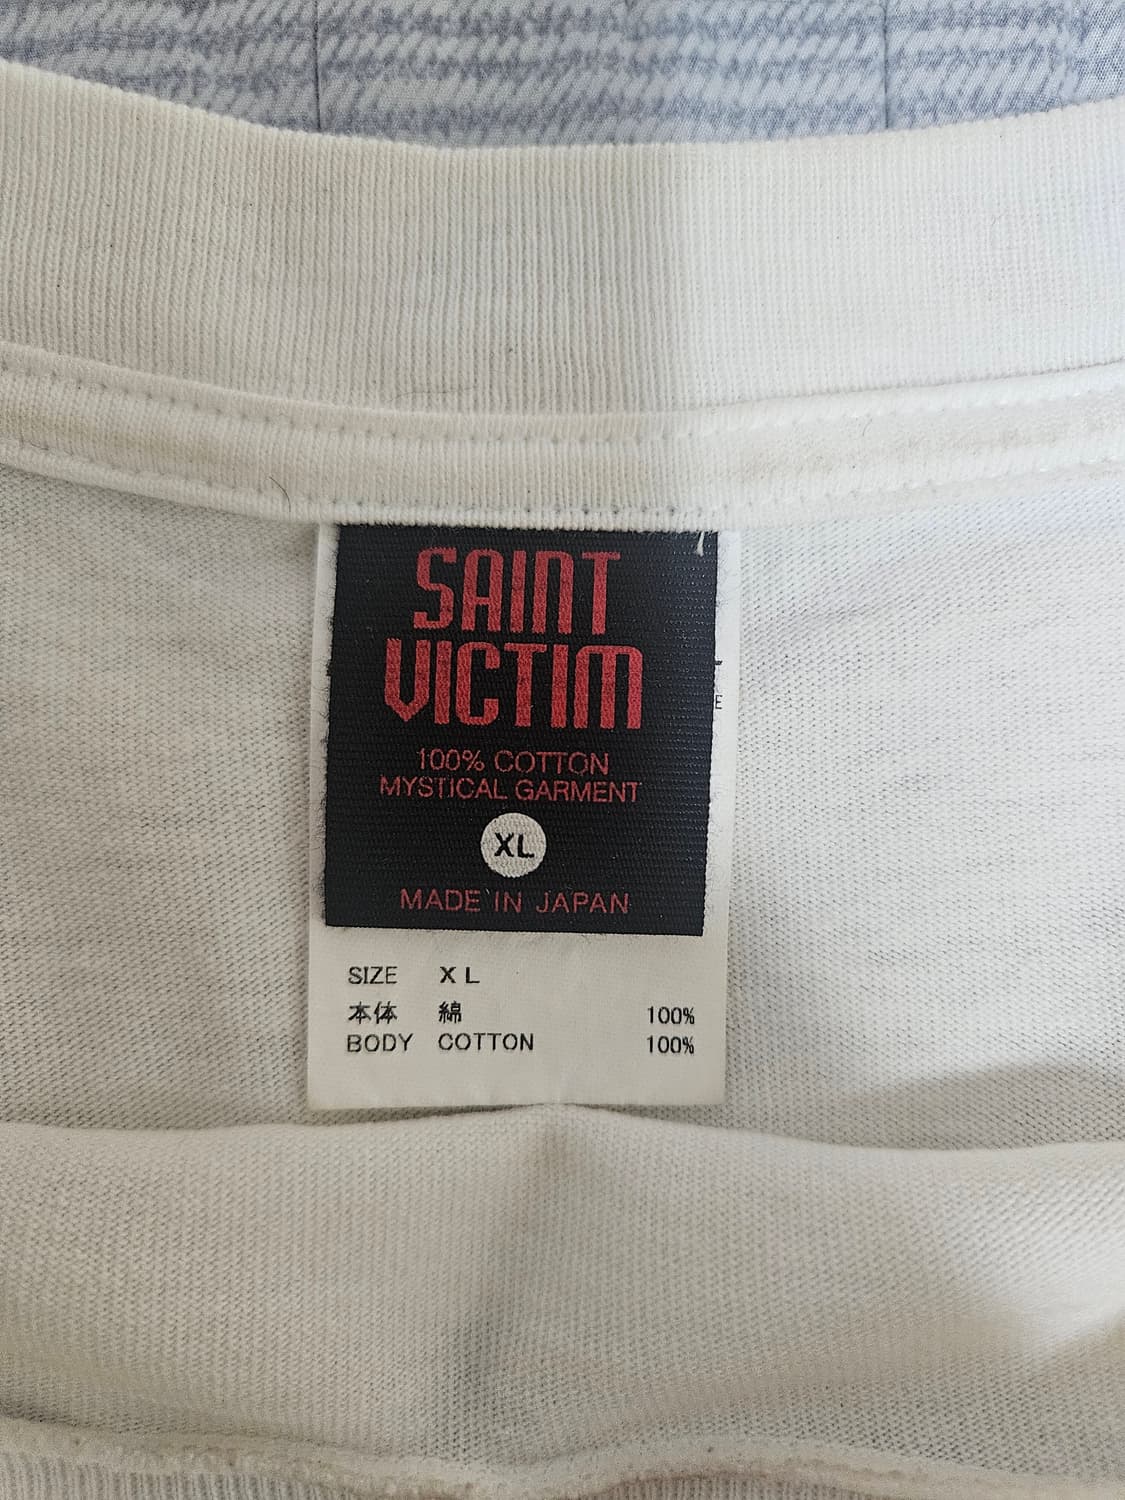 SAINT
VICTIM
100% COTTON
MYSTICAL GARMENT
XL
MADE IN JAPAN
SIZE XL
本体 綿 100%
BODY COTTON 100%